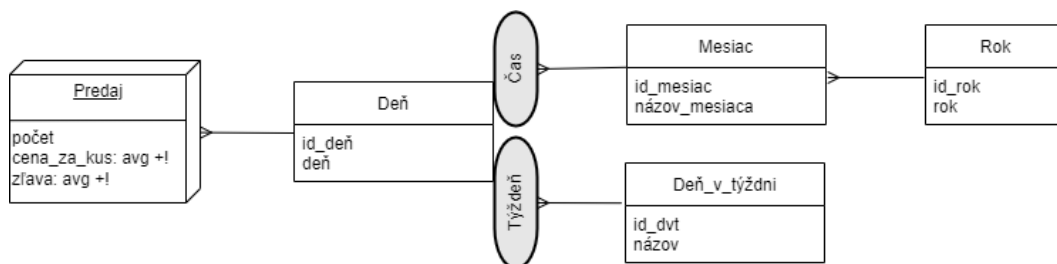 Predaj
počet
cena_za_kus: avg +!
zľava: avg +!
Deň
id_deň
deň
Čas
Týždeň
Mesiac
id_mesiac
názov_mesiaca
Rok
id_rok
rok
Deň_v_týždni
id_dvt
názov